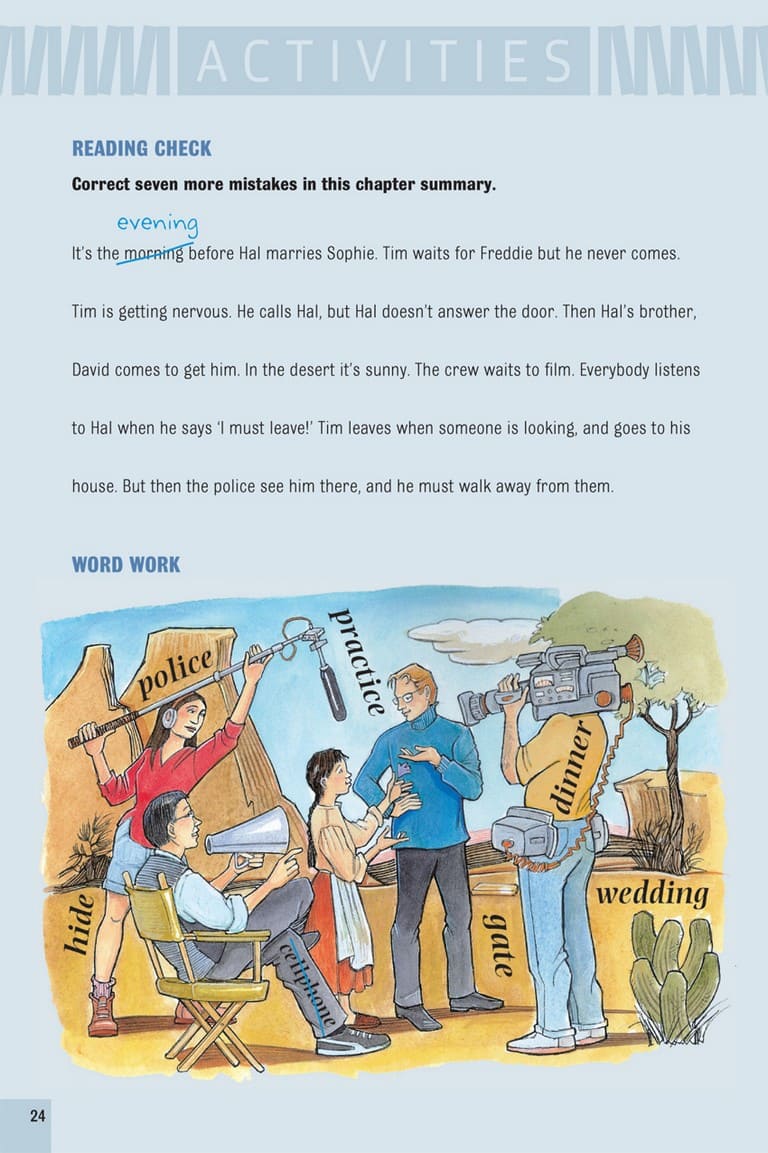 ACTIVITIES
READING CHECK
Correct seven more mistakes in this chapter summary.
evening
It's the morning before Hal marries Sophie. Tim waits for Freddie but he never comes.
Tim is getting nervous. He calls Hal, but Hal doesn't answer the door. Then Hal's brother,
David comes to get him. In the desert it's sunny. The crew waits to film. Everybody listens
to Hal when he says ‘I must leave!’ Tim leaves when someone is looking, and goes to his
house. But then the police see him there, and he must walk away from them.
WORD WORK
police
practice
dinner
hide
cellphone
gate
wedding
24